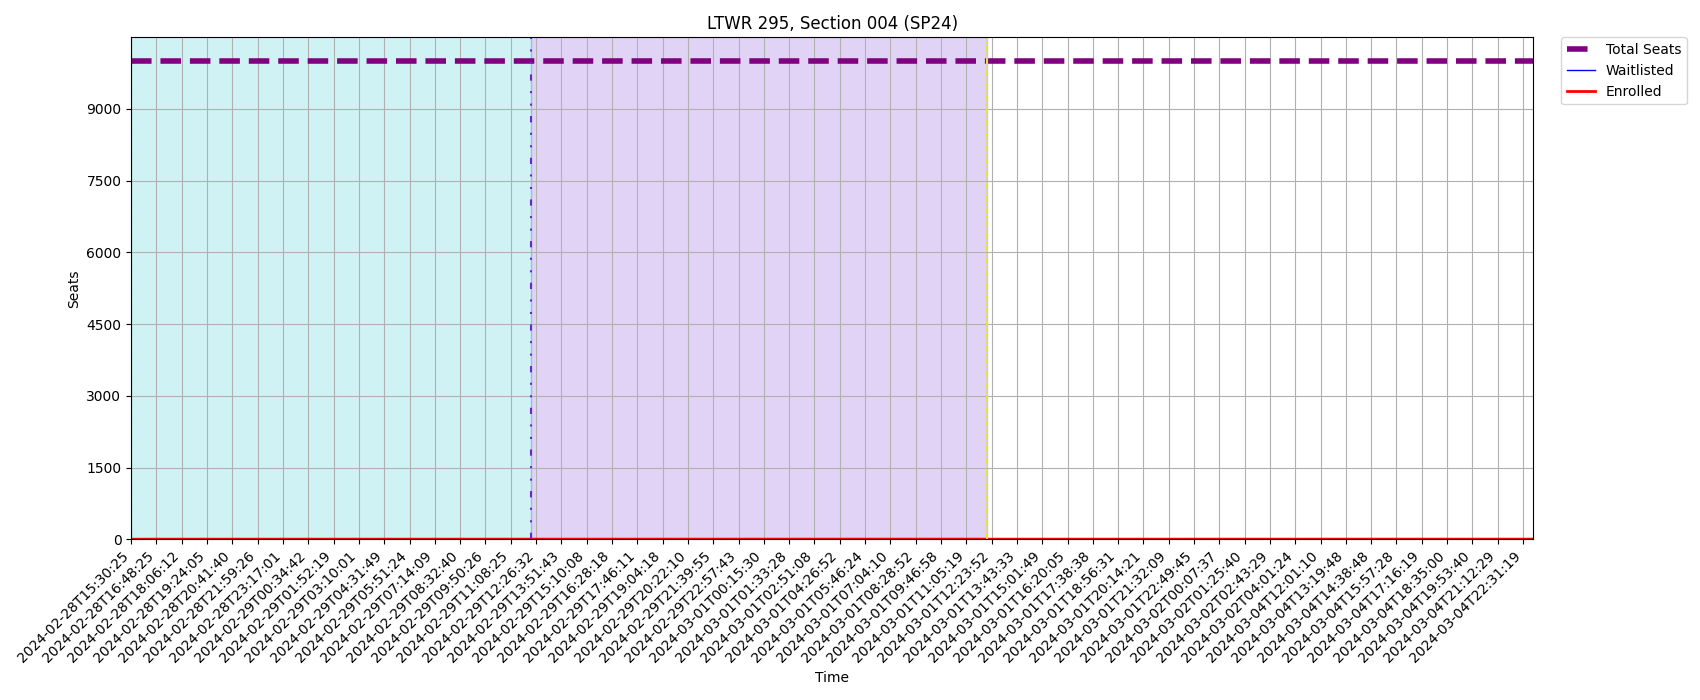 LTWR 295, Section 004 (SP24)
Total Seats
Waitlisted
Enrolled
9000
7500
6000
4500
3000
1500
0
Seats
2024-02-28T15:30:25
2024-02-28T16:48:25
2024-02-28T18:06:12
2024-02-28T19:24:05
2024-02-28T20:41:40
2024-02-28T21:59:26
2024-02-28T23:17:01
2024-02-29T00:34:42
2024-02-29T01:52:19
2024-02-29T03:10:01
2024-02-29T04:31:49
2024-02-29T05:51:24
2024-02-29T07:14:09
2024-02-29T08:32:40
2024-02-29T09:50:26
2024-02-29T11:08:25
2024-02-29T12:26:32
2024-02-29T13:51:43
2024-02-29T15:10:08
2024-02-29T16:28:18
2024-02-29T17:46:11
2024-02-29T19:04:18
2024-02-29T20:22:10
2024-02-29T21:39:55
2024-02-29T22:57:43
2024-03-01T00:15:30
2024-03-01T01:33:28
2024-03-01T02:51:08
2024-03-01T04:26:52
2024-03-01T05:46:24
2024-03-01T07:04:10
2024-03-01T08:28:52
2024-03-01T09:46:58
2024-03-01T11:05:19
2024-03-01T12:23:52
2024-03-01T13:43:33
2024-03-01T15:01:49
2024-03-01T16:20:05
2024-03-01T17:38:38
2024-03-01T18:56:31
2024-03-01T20:14:21
2024-03-01T21:32:09
2024-03-01T22:49:45
2024-03-02T00:07:37
2024-03-02T01:25:40
2024-03-02T02:43:29
2024-03-02T04:01:24
2024-03-04T12:01:10
2024-03-04T13:19:48
2024-03-04T14:38:48
2024-03-04T15:57:28
2024-03-04T17:16:19
2024-03-04T18:35:00
2024-03-04T19:53:40
2024-03-04T21:12:29
2024-03-04T22:31:19
Time